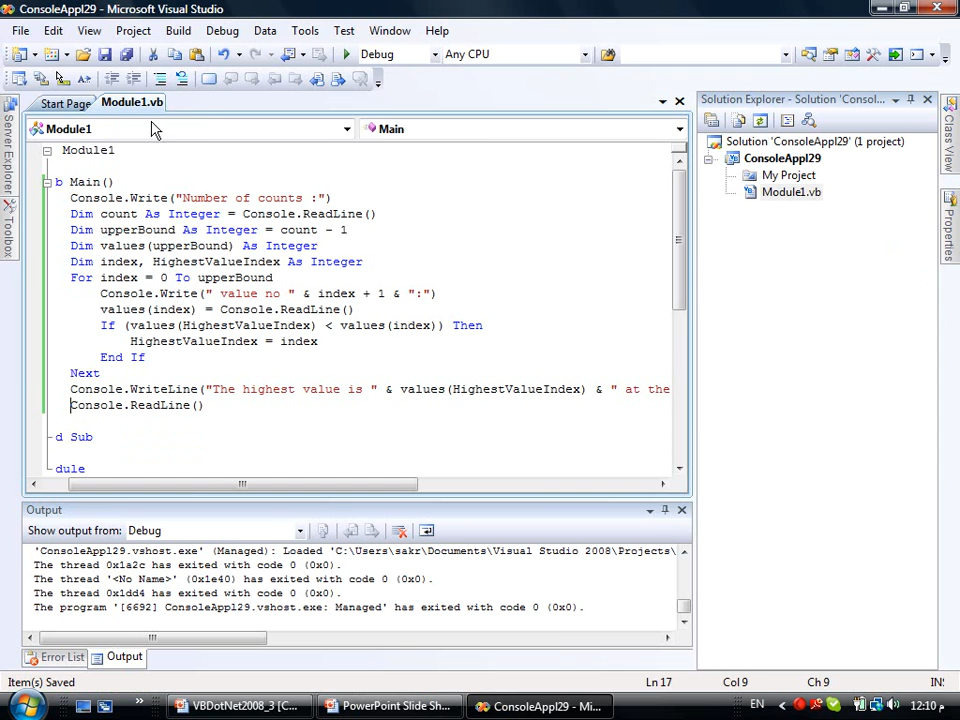 ConsoleAppl29 - Microsoft Visual Studio
File Edit View Project Build Debug Data Tools Test Window Help
Debug Any CPU
Start Page Module1.vb
Module1 Main
Module1
b Main()
Console.Write("Number of counts :")
Dim count As Integer = Console.ReadLine()
Dim upperBound As Integer = count - 1
Dim values(upperBound) As Integer
Dim index, HighestValueIndex As Integer
For index = 0 To upperBound
Console.Write(" value no " & index + 1 & ":")
values(index) = Console.ReadLine()
If (values(HighestValueIndex) < values(index)) Then
HighestValueIndex = index
End If
Next
Console.WriteLine("The highest value is " & values(HighestValueIndex) & " at the
Console.ReadLine()
d Sub
dule
Server Explorer
Toolbox
Solution Explorer - Solution 'Consol...
Solution 'ConsoleAppl29' (1 project)
ConsoleAppl29
My Project
Module1.vb
Class View
Properties
Output
Show output from: Debug
'ConsoleAppl29.vshost.exe' (Managed): Loaded 'C:\Users\sakr\Documents\Visual Studio 2008\Projects\
The thread 0x1a2c has exited with code 0 (0x0).
The thread '<No Name>' (0x1e40) has exited with code 0 (0x0).
The thread 0x1dd4 has exited with code 0 (0x0).
The program '[6692] ConsoleAppl29.vshost.exe: Managed' has exited with code 0 (0x0).
Error List Output
Item(s) Saved Ln 17 Col 9 Ch 9 IN
VBDotNet2008_3 [C... PowerPoint Slide Sh... ConsoleAppl29 - Mi... EN 12:10 م